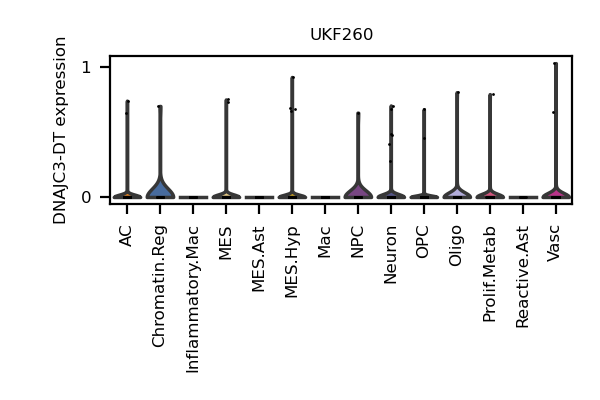 UKF260
DNAJC3-DT expression
1
0
AC
Chromatin.Reg
Inflammatory.Mac
MES
MES.Ast
MES.Hyp
Mac
NPC
Neuron
OPC
Oligo
Prolif.Metab
Reactive.Ast
Vasc